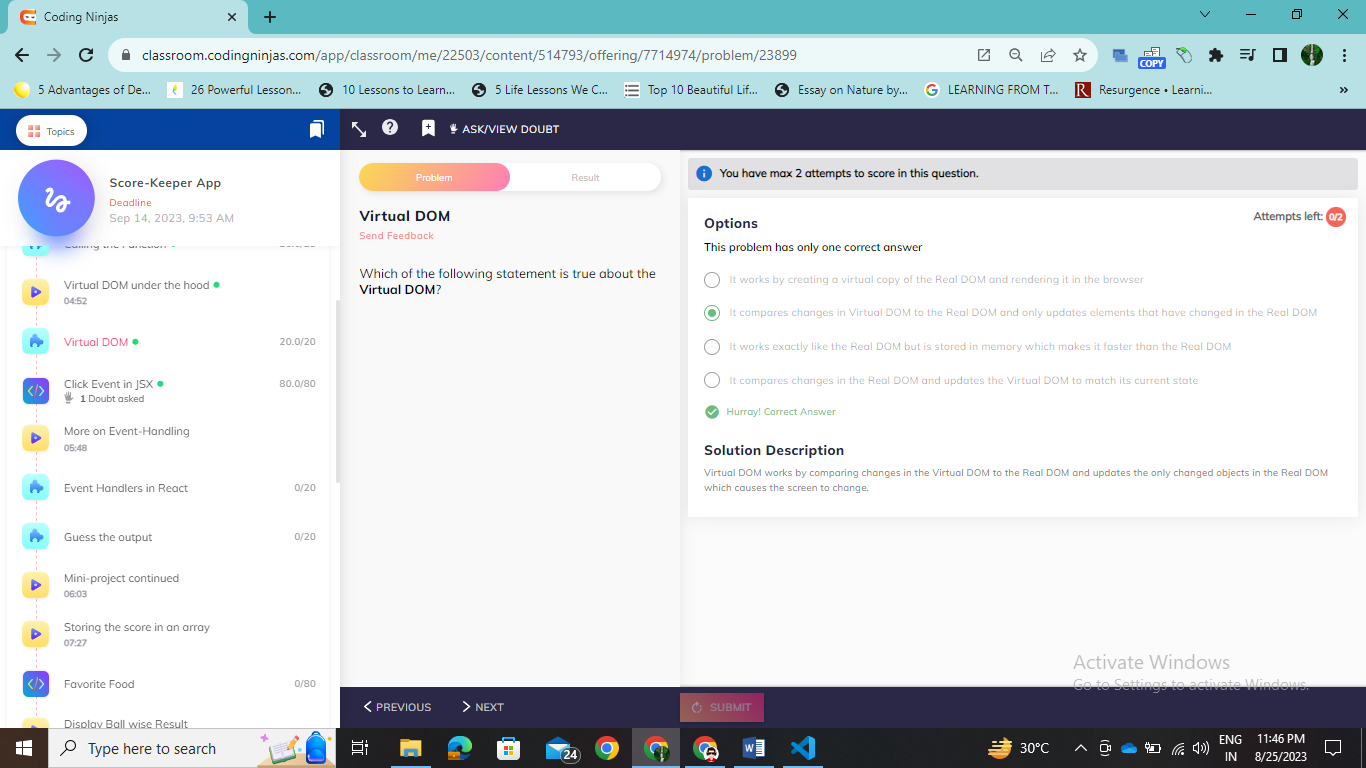 Coding Ninjas
classroom.codingninjas.com/app/classroom/me/22503/content/514793/offering/7714974/problem/23899
COPY
5 Advantages of De...
26 Powerful Lesson...
10 Lessons to Learn...
5 Life Lessons We C...
Top 10 Beautiful Lif...
Essay on Nature by...
LEARNING FROM T...
Resurgence • Learni...
Topics
ASK/VIEW DOUBT
Score-Keeper App
Deadline
Sep 14, 2023, 9:53 AM
Calling the Function
Virtual DOM under the hood
04:52
Virtual DOM
20.0/20
Click Event in JSX
80.0/80
1 Doubt asked
More on Event-Handling
05:48
Event Handlers in React
0/20
Guess the output
0/20
Mini-project continued
06:03
Storing the score in an array
07:27
Favorite Food
0/80
Display Ball wise Result
Problem
Result
Virtual DOM
Send Feedback
Which of the following statement is true about the
Virtual DOM?
PREVIOUS
NEXT
You have max 2 attempts to score in this question.
Options
Attempts left: 0/2
This problem has only one correct answer
It works by creating a virtual copy of the Real DOM and rendering it in the browser
It compares changes in Virtual DOM to the Real DOM and only updates elements that have changed in the Real DOM
It works exactly like the Real DOM but is stored in memory which makes it faster than the Real DOM
It compares changes in the Real DOM and updates the Virtual DOM to match its current state
Hurray! Correct Answer
Solution Description
Virtual DOM works by comparing changes in the Virtual DOM to the Real DOM and updates the only changed objects in the Real DOM
which causes the screen to change.
Activate Windows
Go to Settings to activate Windows.
SUBMIT
Type here to search
24
30°C
ENG
IN
11:46 PM
8/25/2023